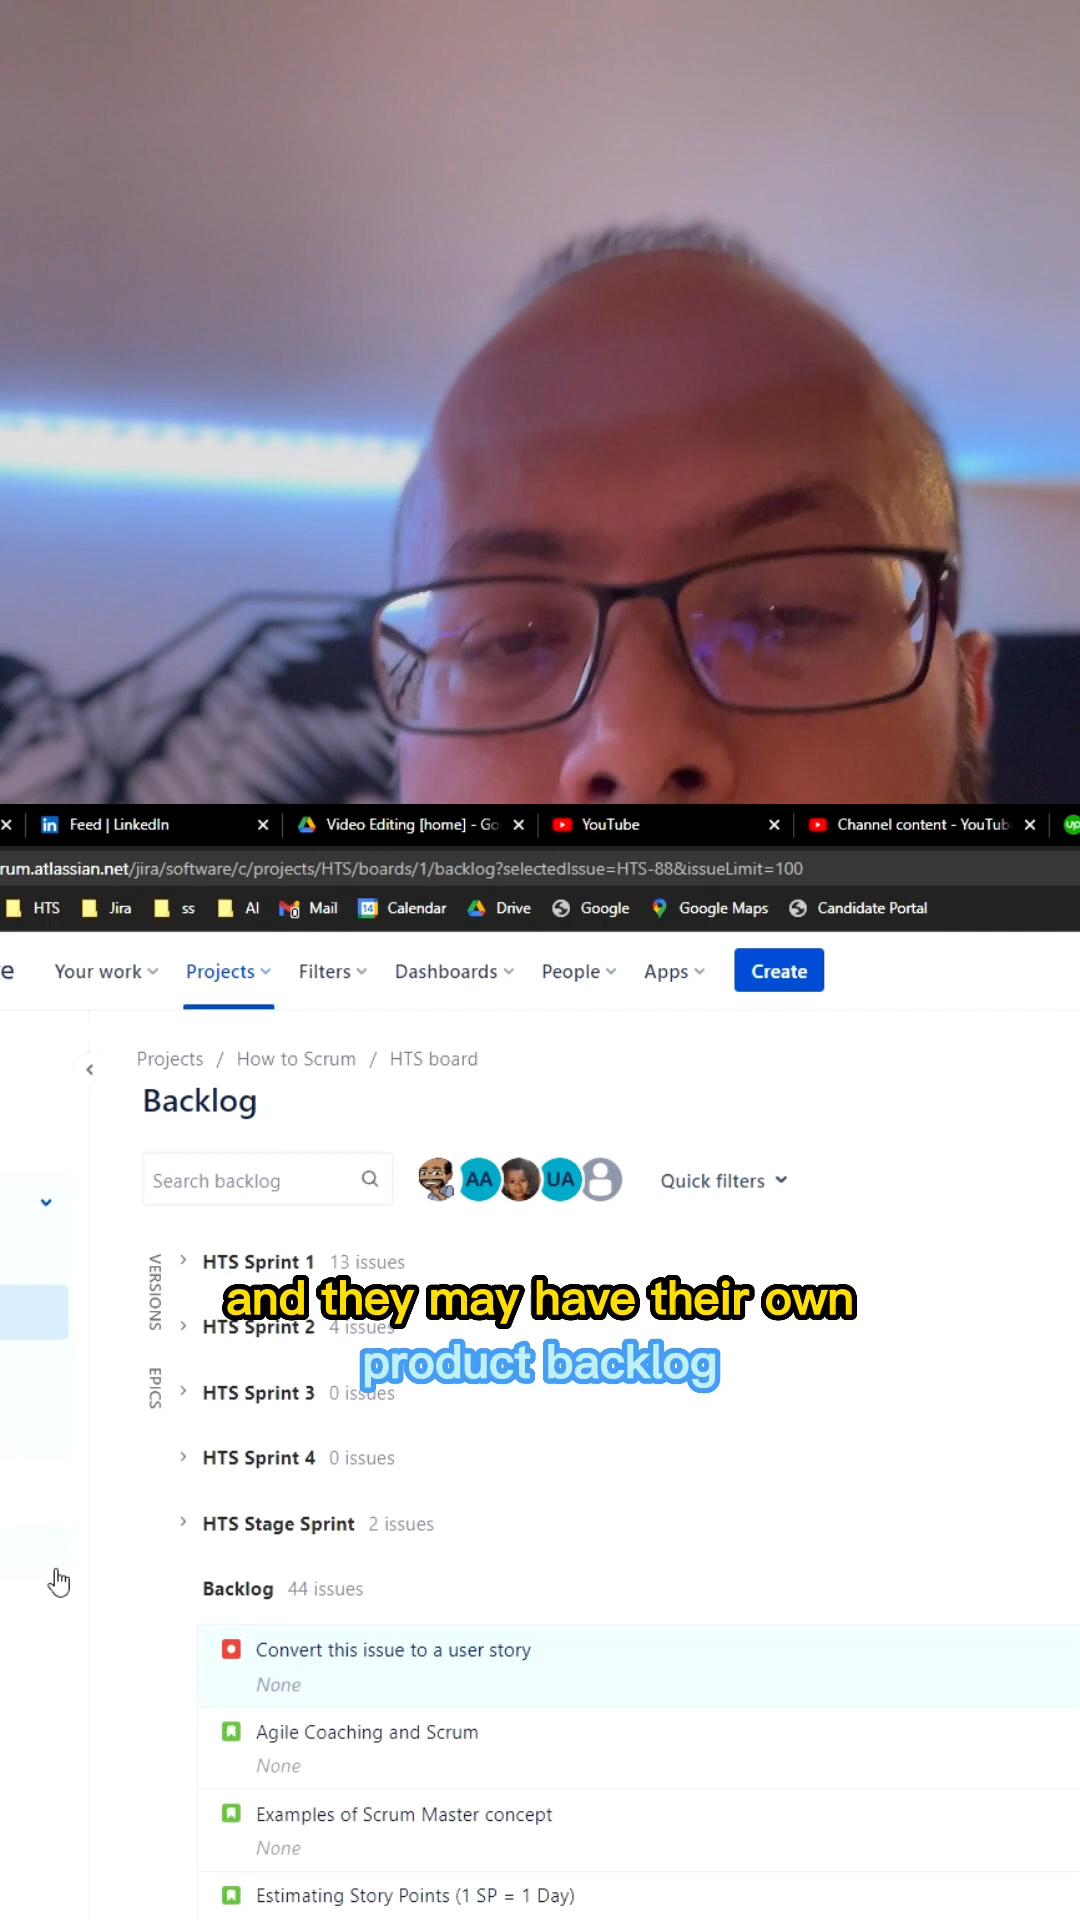 Feed | LinkedIn
Video Editing [home] - Go
YouTube
Channel content - YouTub
up
rum.atlassian.net/jira/software/c/projects/HTS/boards/1/backlog?selectedIssue=HTS-88&issueLimit=100
HTS Jira ss AI Mail 14 Calendar Drive Google Google Maps Candidate Portal
e Your work Projects Filters Dashboards People Apps Create
Projects / How to Scrum / HTS board
Backlog
Search backlog AA UA Quick filters
VERSIONS
EPICS
HTS Sprint 1 13 issues
and they may have their own
HTS Sprint 2 4 issues
product backlog
HTS Sprint 3 0 issues
HTS Sprint 4 0 issues
HTS Stage Sprint 2 issues
Backlog 44 issues
Convert this issue to a user story
None
Agile Coaching and Scrum
None
Examples of Scrum Master concept
None
Estimating Story Points (1 SP = 1 Day)